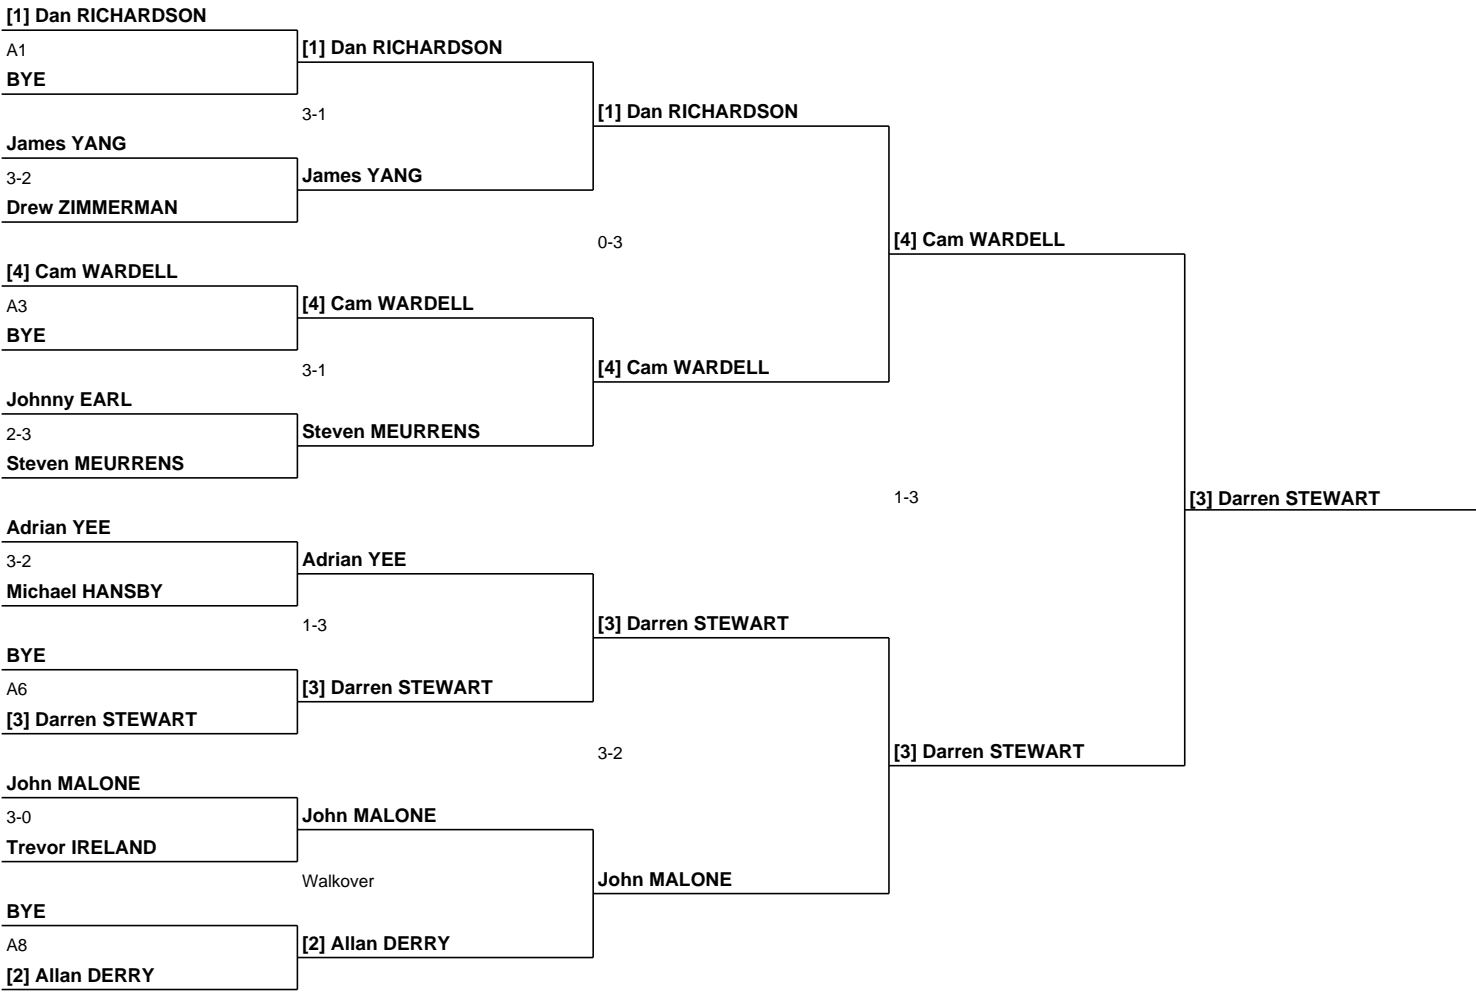 [1] Dan RICHARDSON
A1
BYE
James YANG
3-2
Drew ZIMMERMAN
[4] Cam WARDELL
A3
BYE
Johnny EARL
2-3
Steven MEURRENS
Adrian YEE
3-2
Michael HANSBY
BYE
A6
[3] Darren STEWART
John MALONE
3-0
Trevor IRELAND
BYE
A8
[2] Allan DERRY
[1] Dan RICHARDSON
3-1
James YANG
[4] Cam WARDELL
3-1
Steven MEURRENS
Adrian YEE
1-3
[3] Darren STEWART
John MALONE
Walkover
[2] Allan DERRY
[1] Dan RICHARDSON
0-3
[4] Cam WARDELL
[3] Darren STEWART
3-2
John MALONE
[4] Cam WARDELL
1-3
[3] Darren STEWART
[3] Darren STEWART